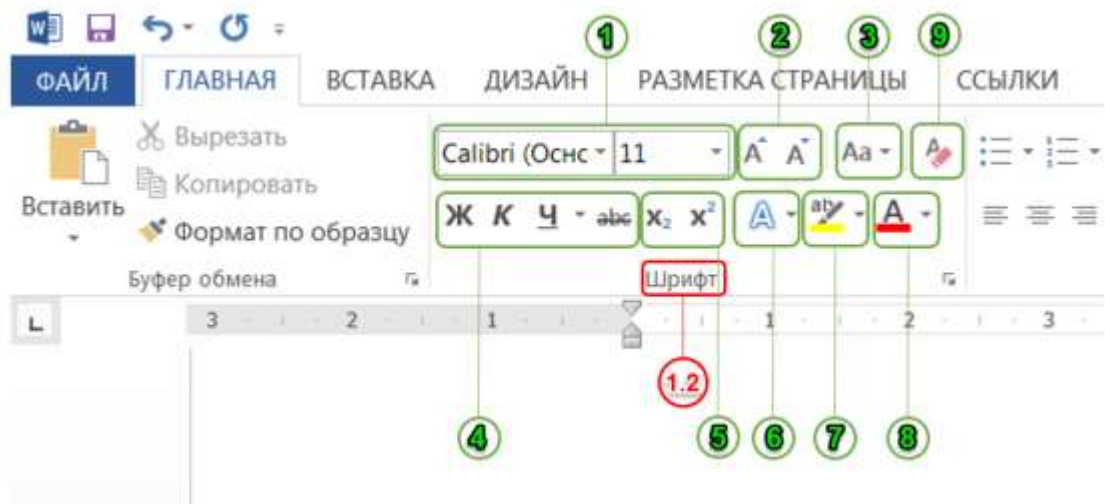 1 2 3 9
ФАЙЛ ГЛАВНАЯ ВСТАВКА ДИЗАЙН РАЗМЕТКА СТРАНИЦЫ ССЫЛКИ
Вырезать
Calibri (Оснс 11 A A Aa
Копировать
Вставить
Ж К Ч abc X₂ X² A aby A
Формат по образцу
Буфер обмена Шрифт
3 2 1 1 2 3
1.2
4 5 6 7 8